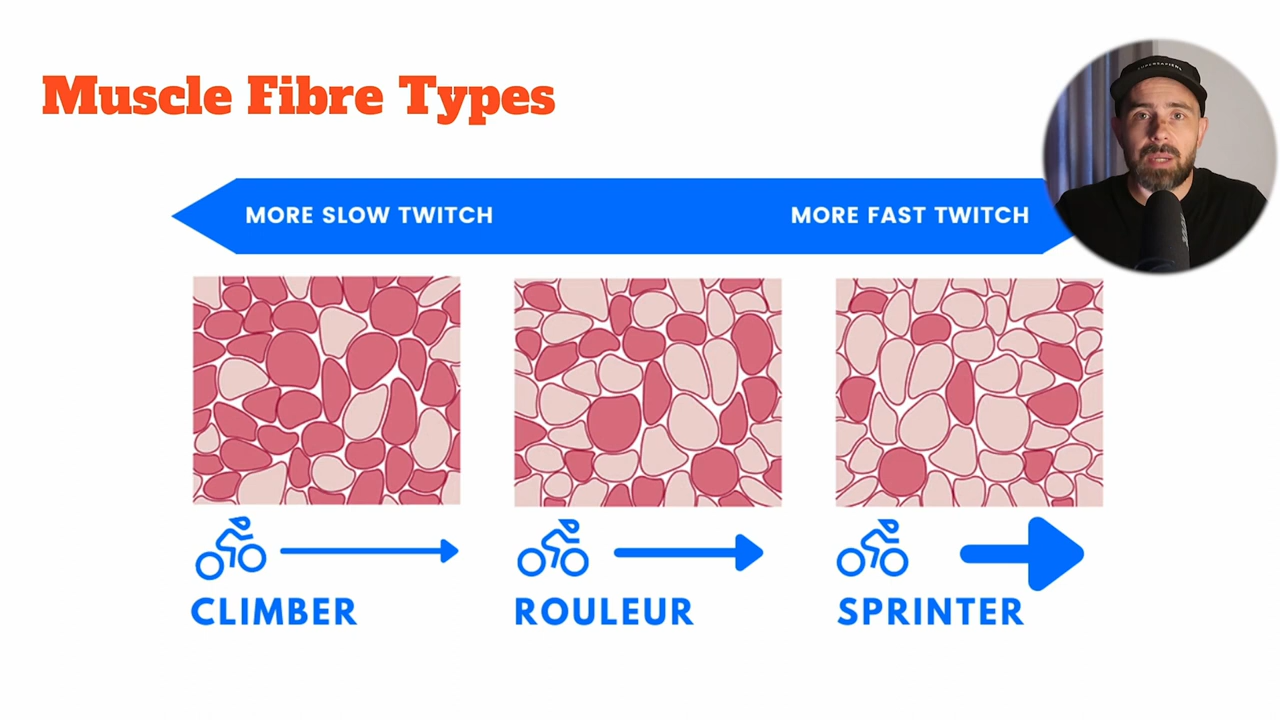 Muscle Fibre Types
MORE SLOW TWITCH
MORE FAST TWITCH
CLIMBER
ROULEUR
SPRINTER